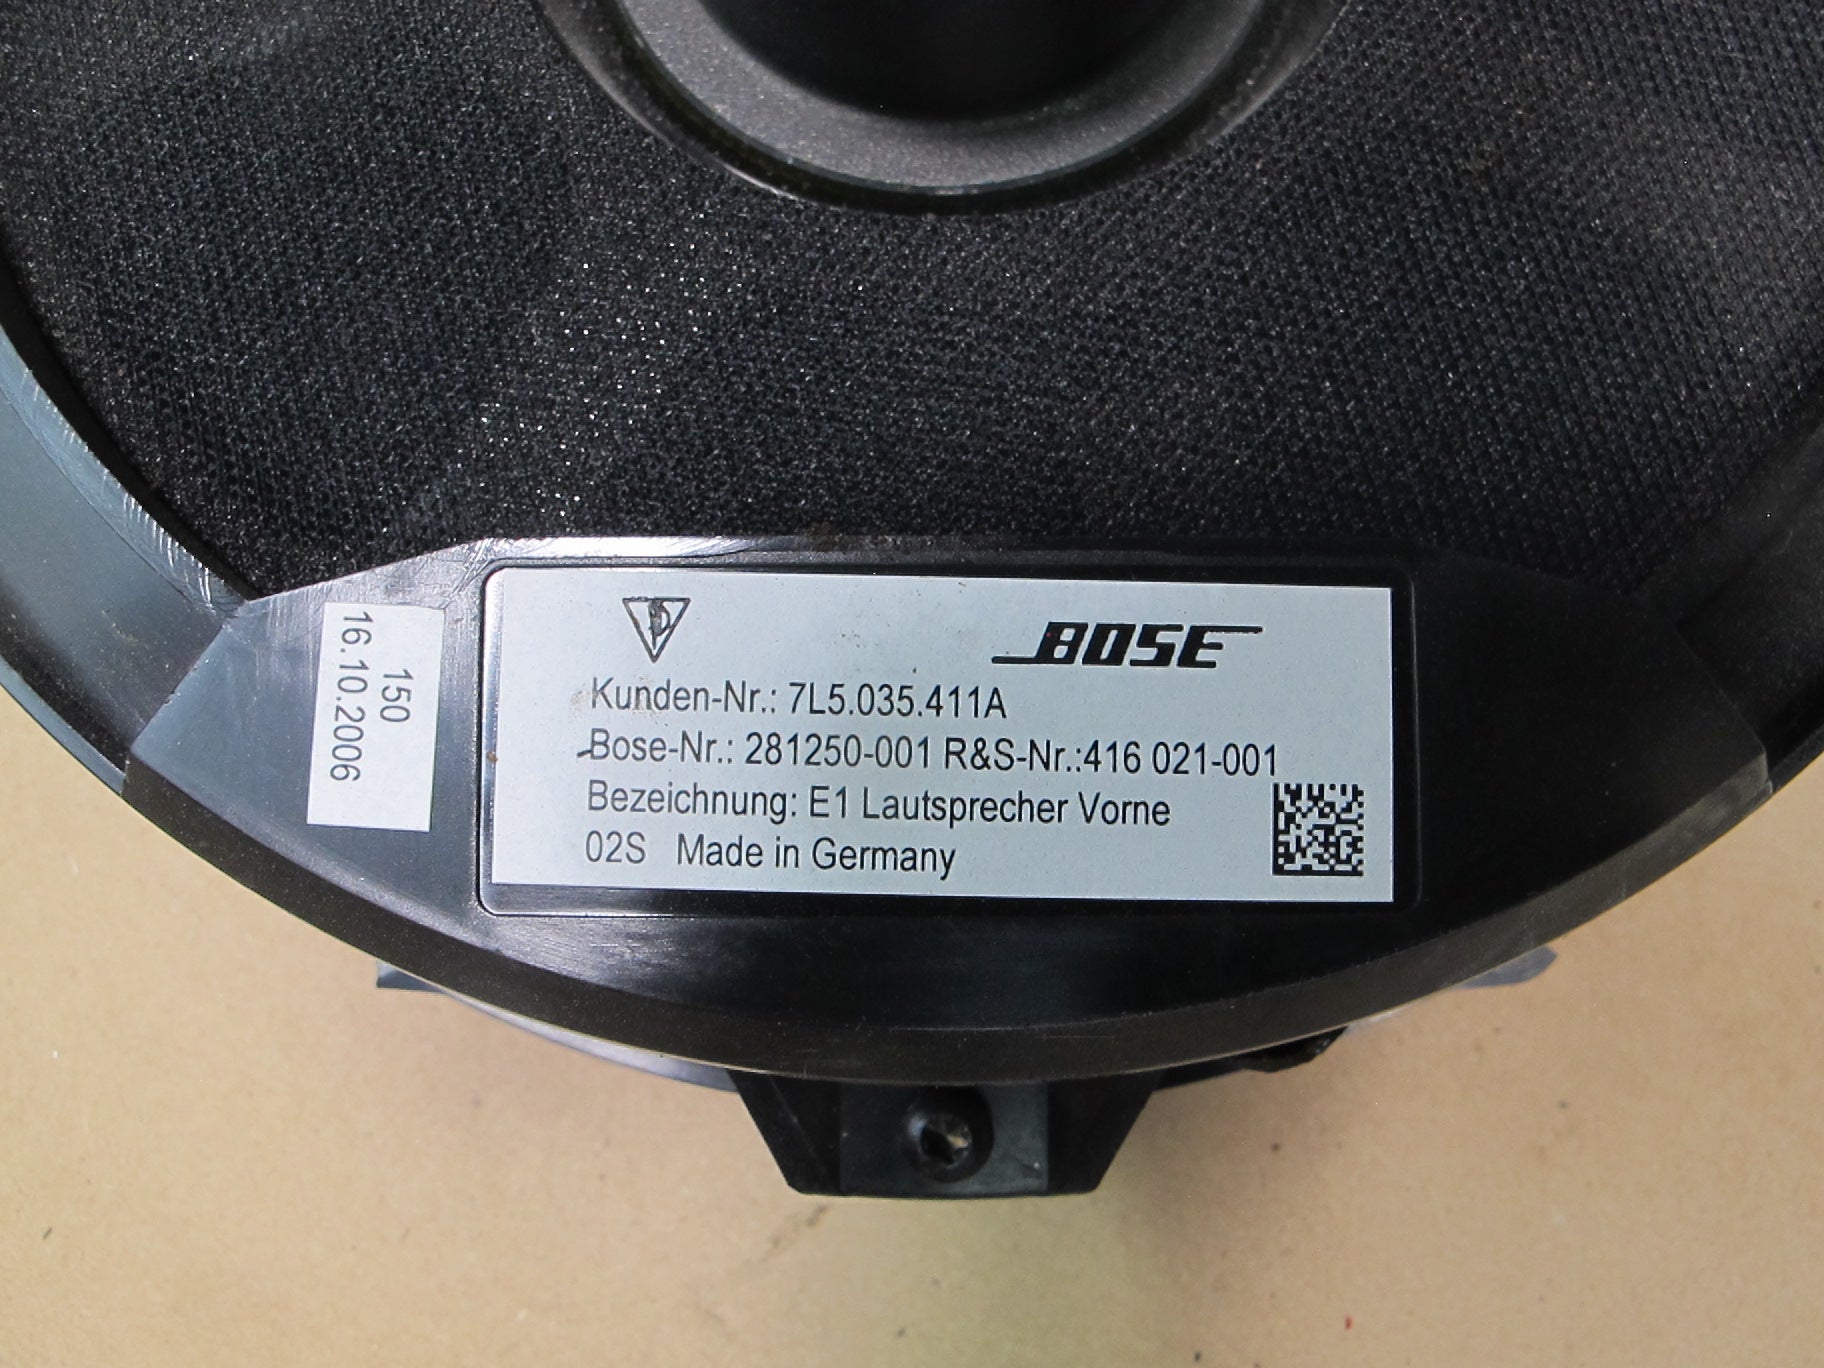 BOSE
Kunden-Nr.: 7L5.035.411A
Bose-Nr.: 281250-001 R&S-Nr.:416 021-001
Bezeichnung: E1 Lautsprecher Vorne
02S Made in Germany
150
16.10.2006